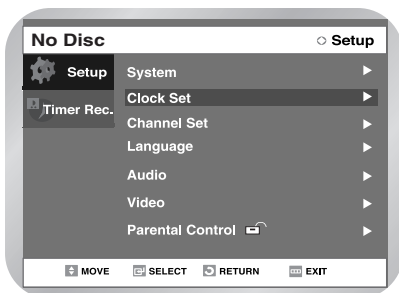 No Disc
Setup
Setup
System
Clock Set
Timer Rec.
Channel Set
Language
Audio
Video
Parental Control
MOVE SELECT RETURN EXIT